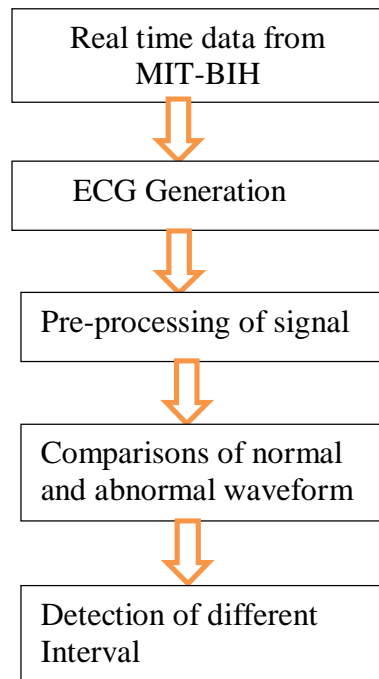 Real time data from
MIT-BIH
ECG Generation
Pre-processing of signal
Comparisons of normal
and abnormal waveform
Detection of different
Interval